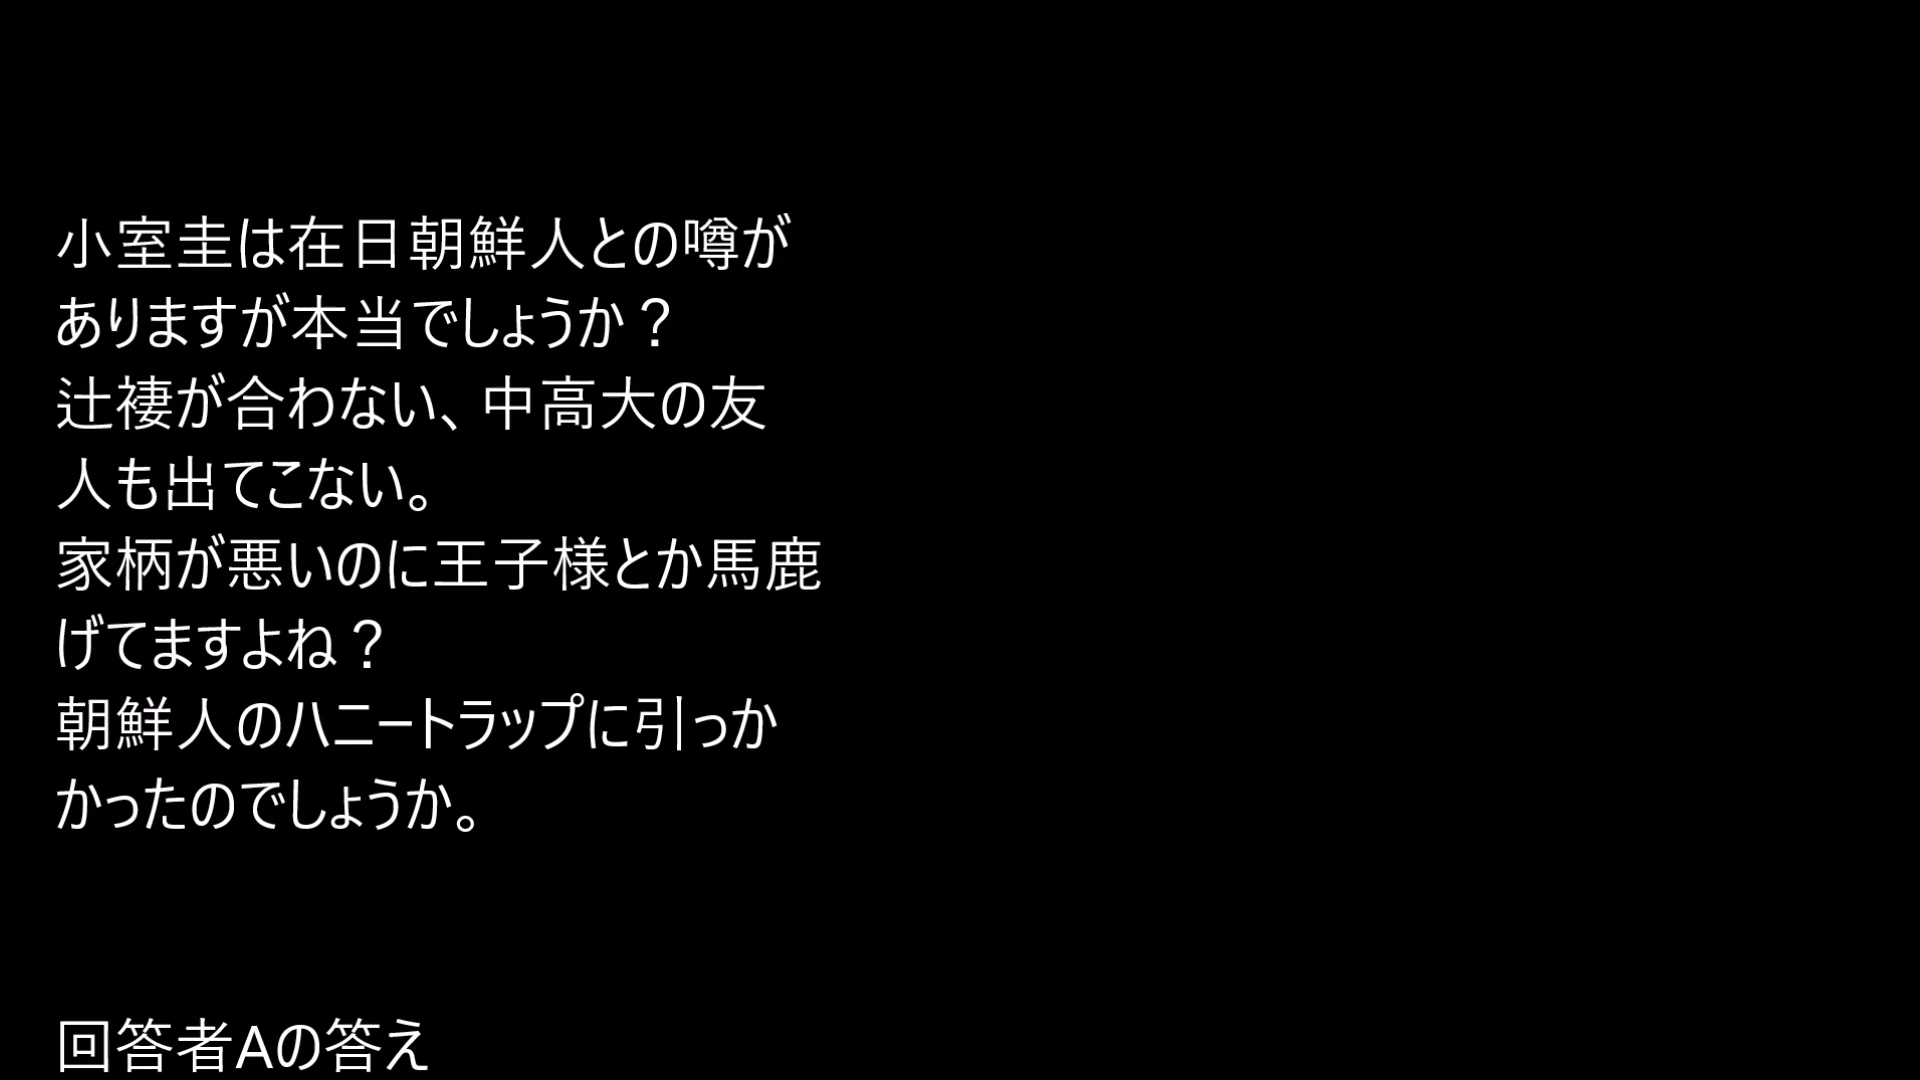 小室圭は在日朝鮮人との噂が
ありますが本当でしょうか？
辻褄が合わない、中高大の友
人も出てこない。
家柄が悪いのに王子様とか馬鹿
げてますよね？
朝鮮人のハニートラップに引っか
かったのでしょうか。
回答者Aの答え